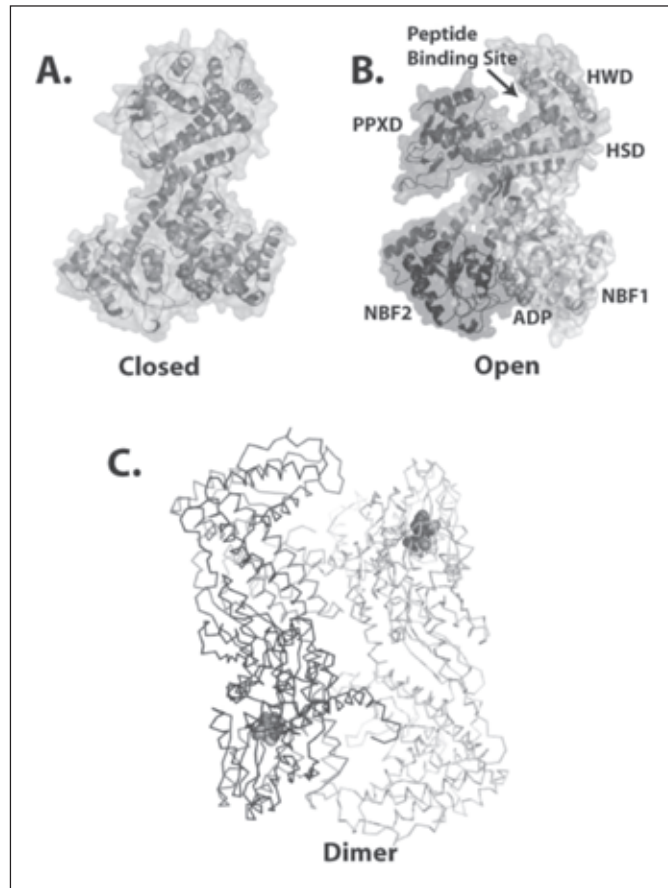 A.
Closed
B.
Peptide
Binding Site
HWD
PPXD
HSD
NBF2
ADP
NBF1
Open
C.
Dimer